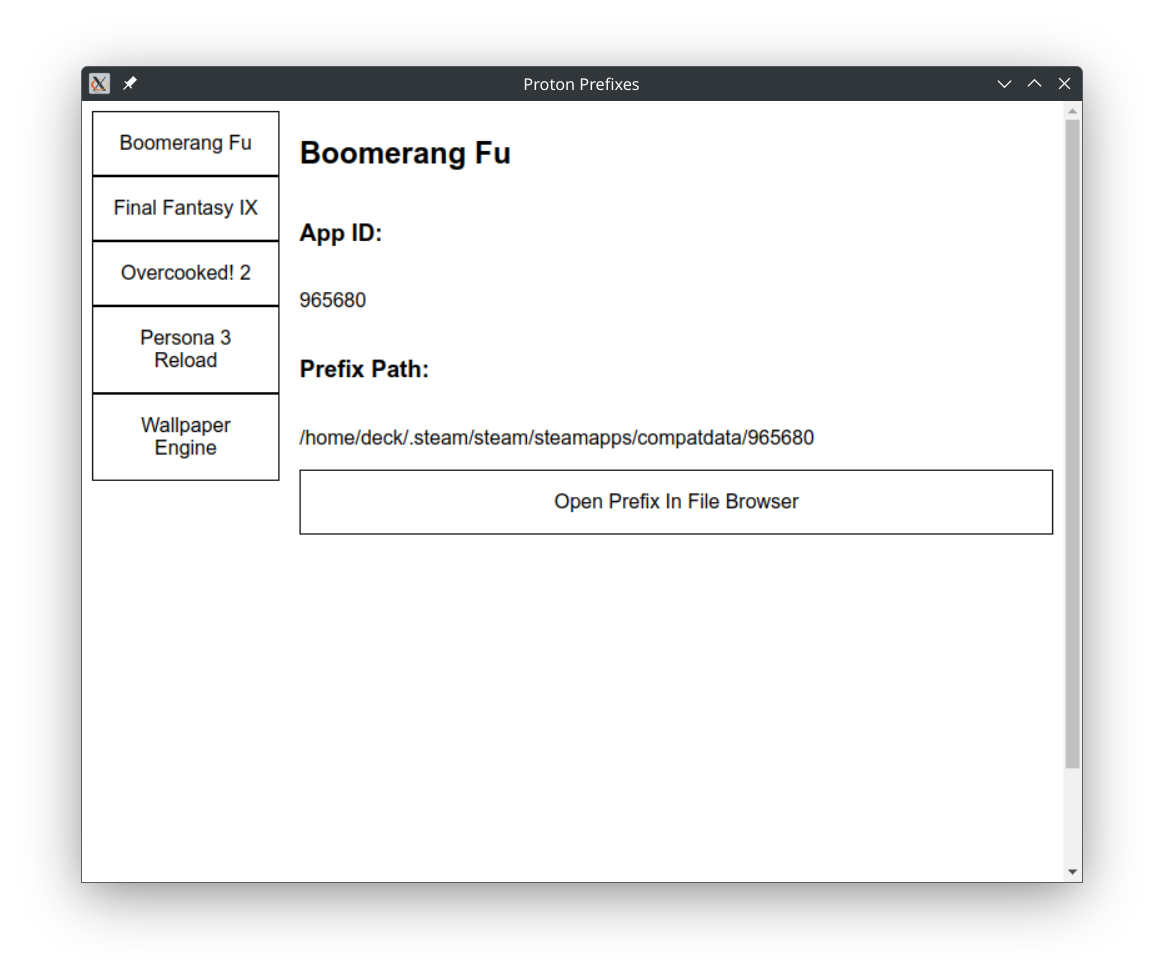 Proton Prefixes
Boomerang Fu
Final Fantasy IX
Overcooked! 2
Persona 3
Reload
Wallpaper
Engine
Boomerang Fu
App ID:
965680
Prefix Path:
/home/deck/.steam/steam/steamapps/compatdata/965680
Open Prefix In File Browser